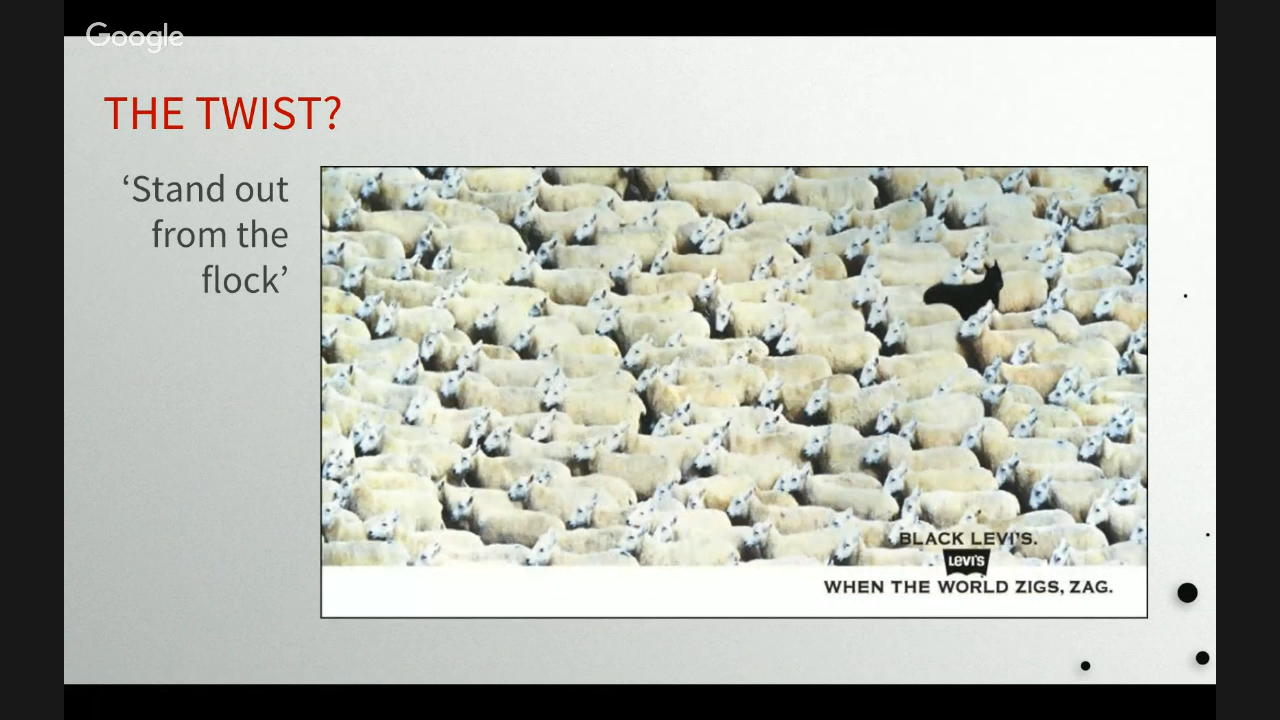 Google
THE TWIST?
‘Stand out
from the
flock’
BLACK LEVI'S.
LEVI'S
WHEN THE WORLD ZIGS, ZAG.